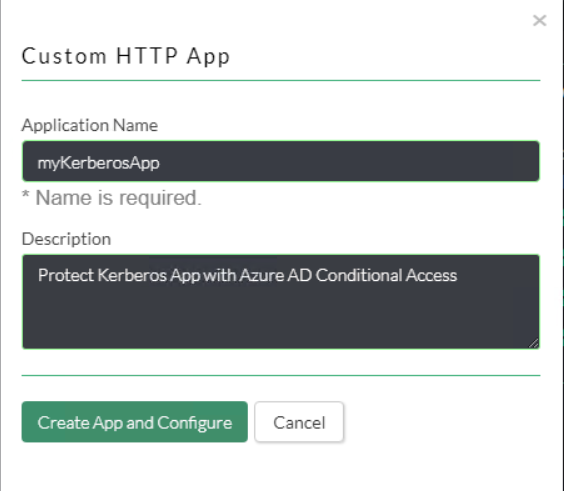 ×
Custom HTTP App
Application Name
myKerberosApp
* Name is required.
Description
Protect Kerberos App with Azure AD Conditional Access
Create App and Configure
Cancel